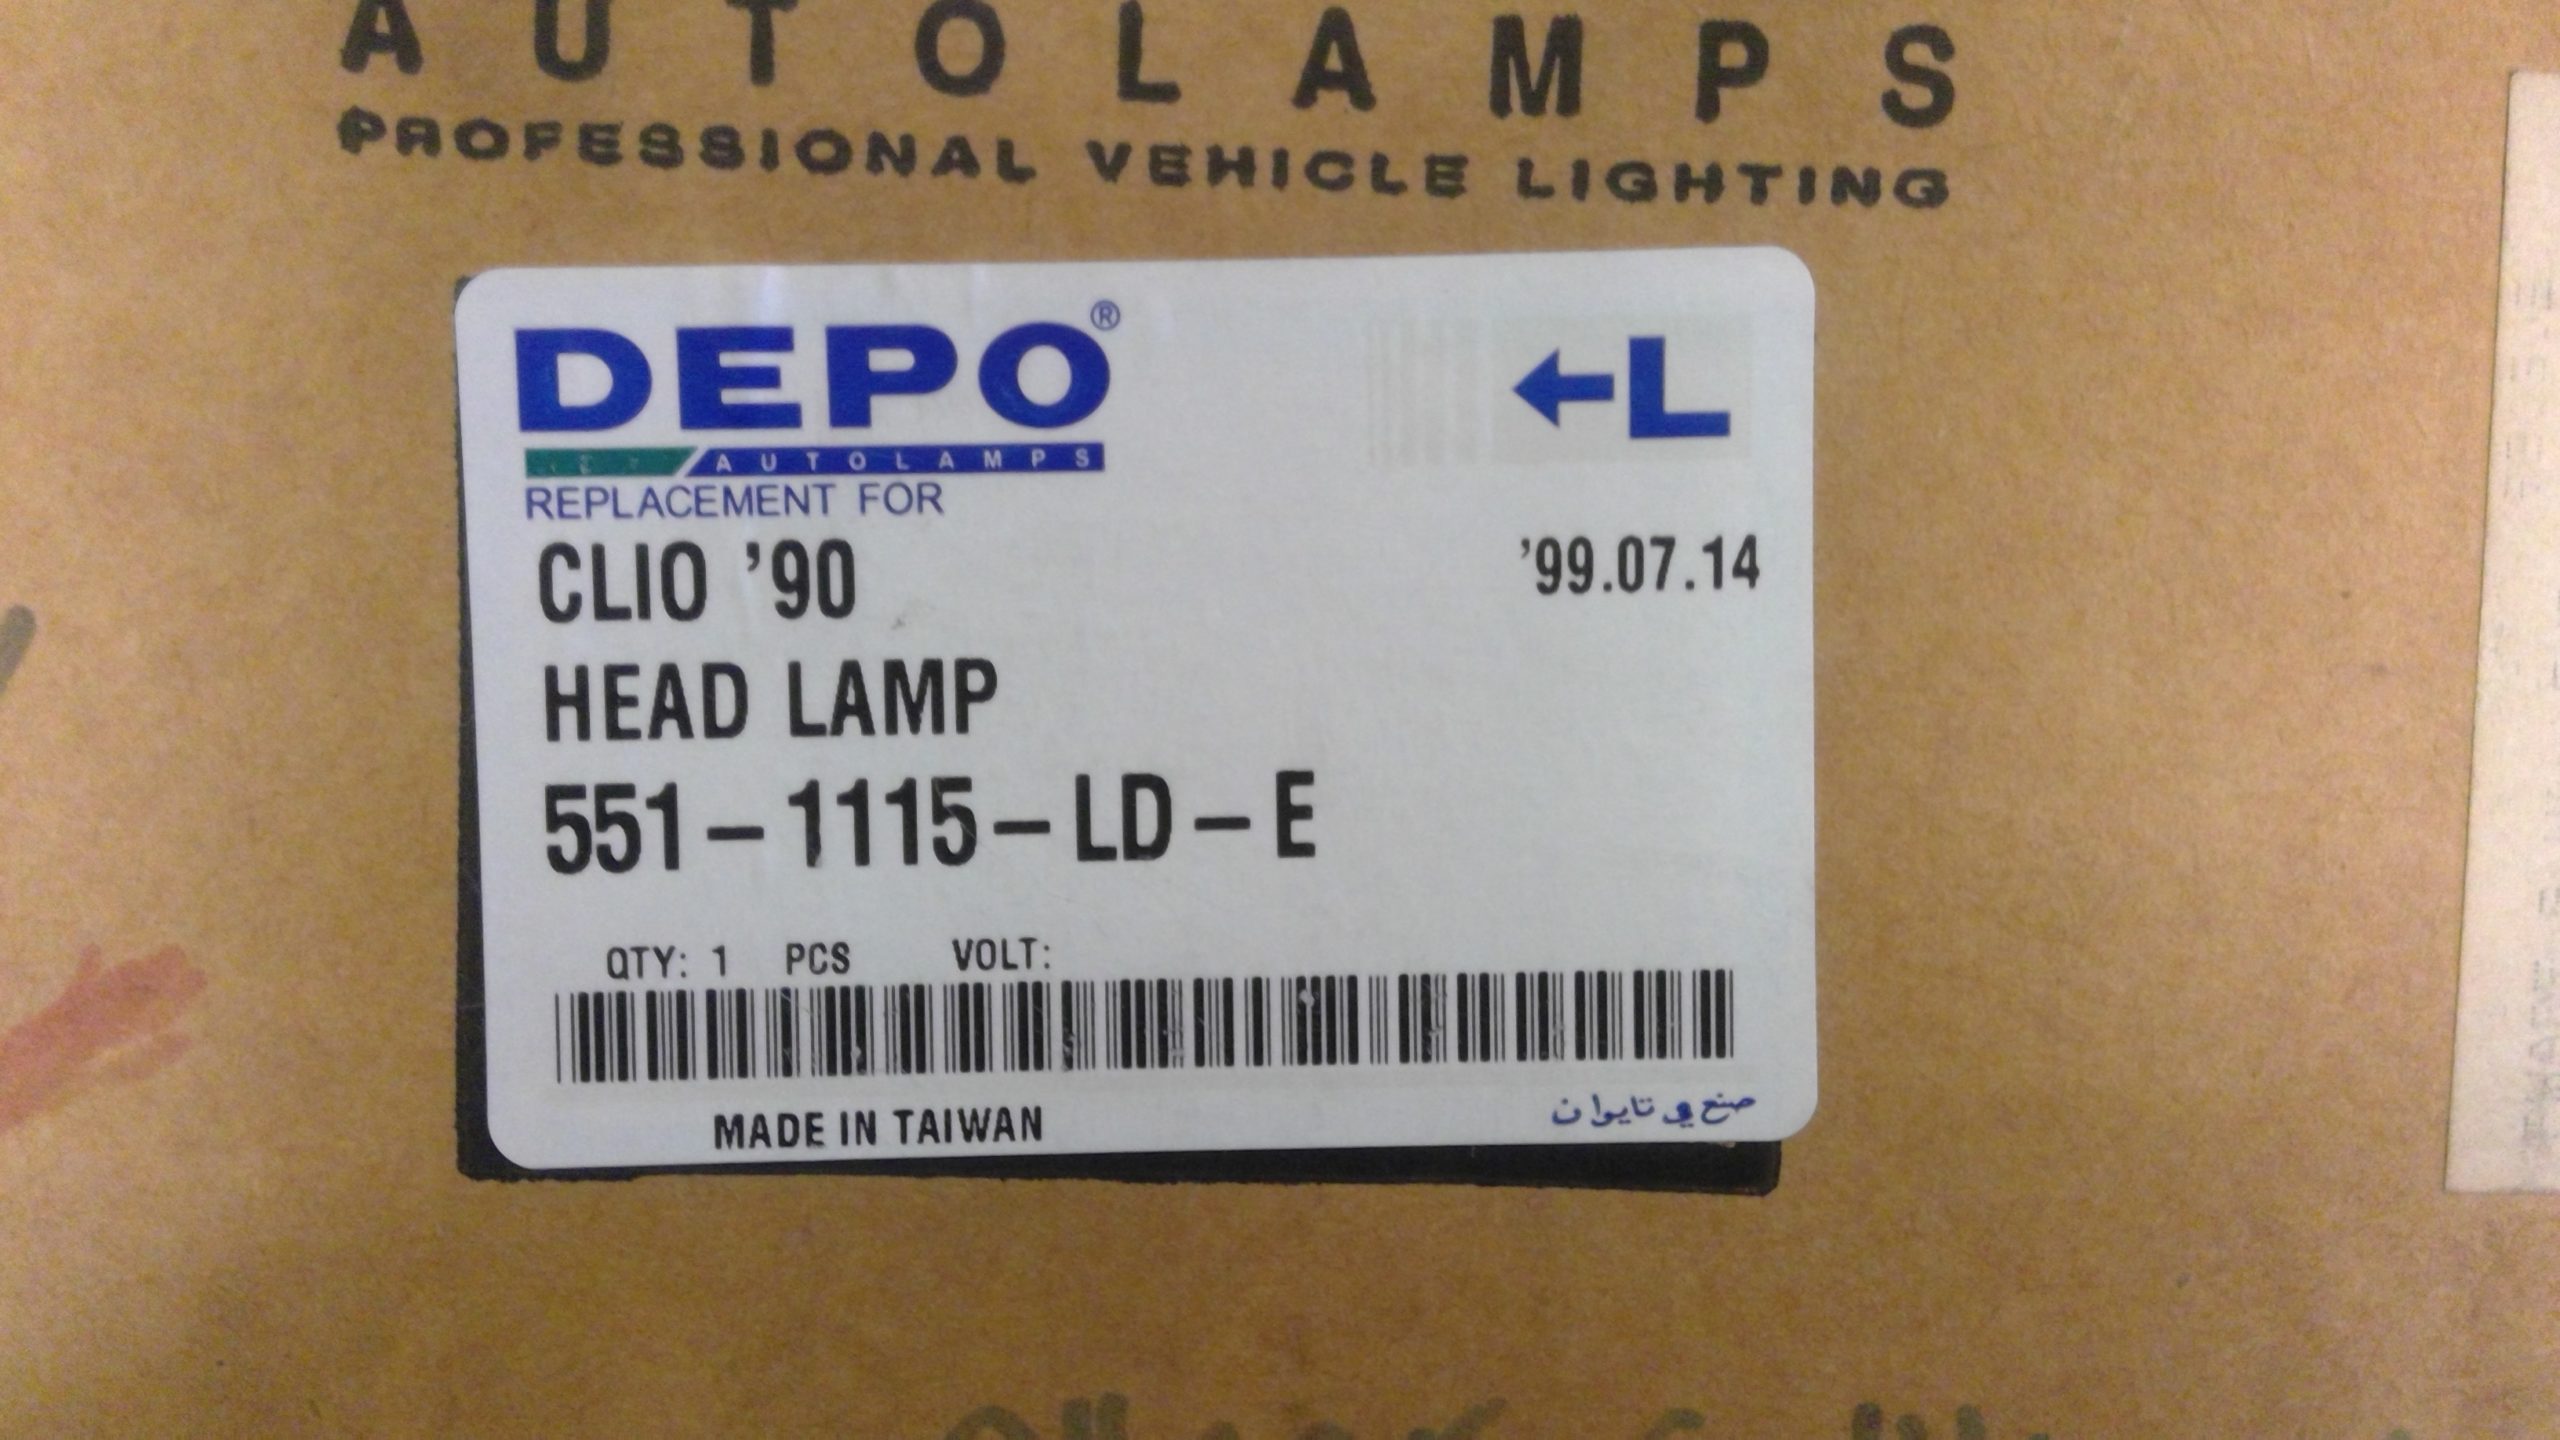 AUTOLAMPS
PROFESSIONAL VEHICLE LIGHTING
DEPO®
AUTOLAMPS
←L
REPLACEMENT FOR
CLIO '90
'99.07.14
HEAD LAMP
551-1115-LD-E
QTY: 1 PCS VOLT:
MADE IN TAIWAN
صنع في تايوان